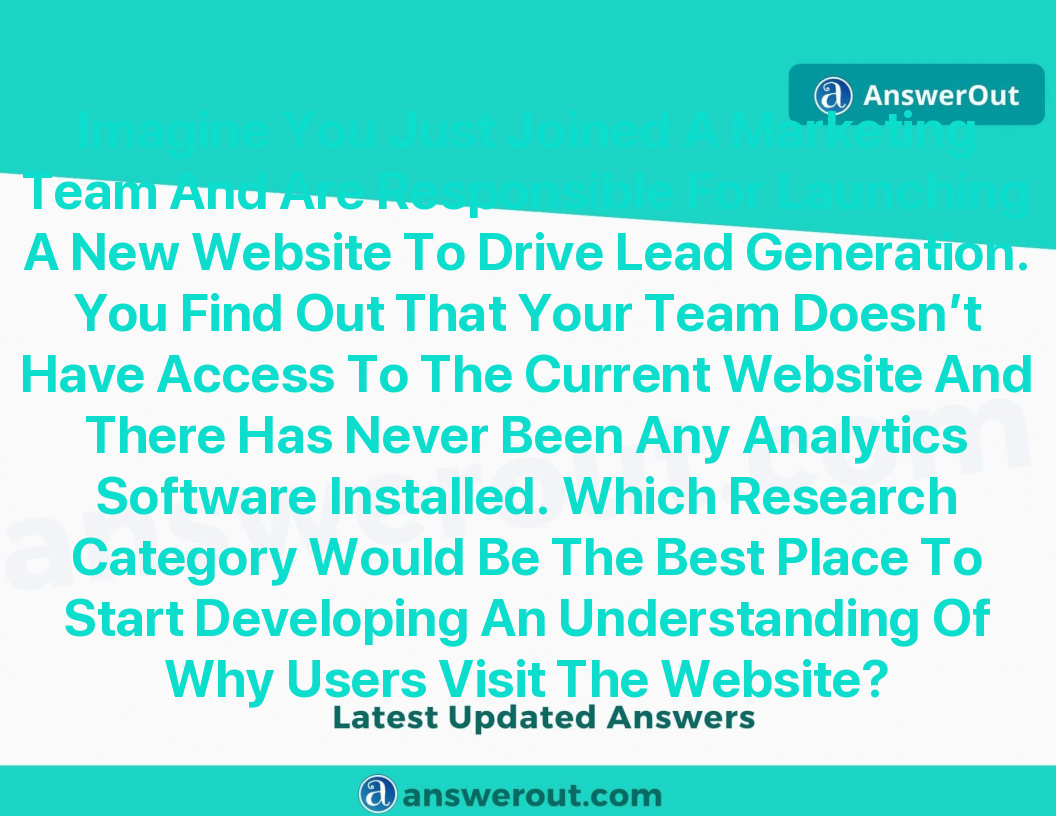 AnswerOut
Imagine You Just Joined A Marketing
Team And Are Responsible For Launching
A New Website To Drive Lead Generation.
You Find Out That Your Team Doesn’t
Have Access To The Current Website And
There Has Never Been Any Analytics
Software Installed. Which Research
Category Would Be The Best Place To
Start Developing An Understanding Of
Why Users Visit The Website?
answerout.com
Latest Updated Answers
answerout.com